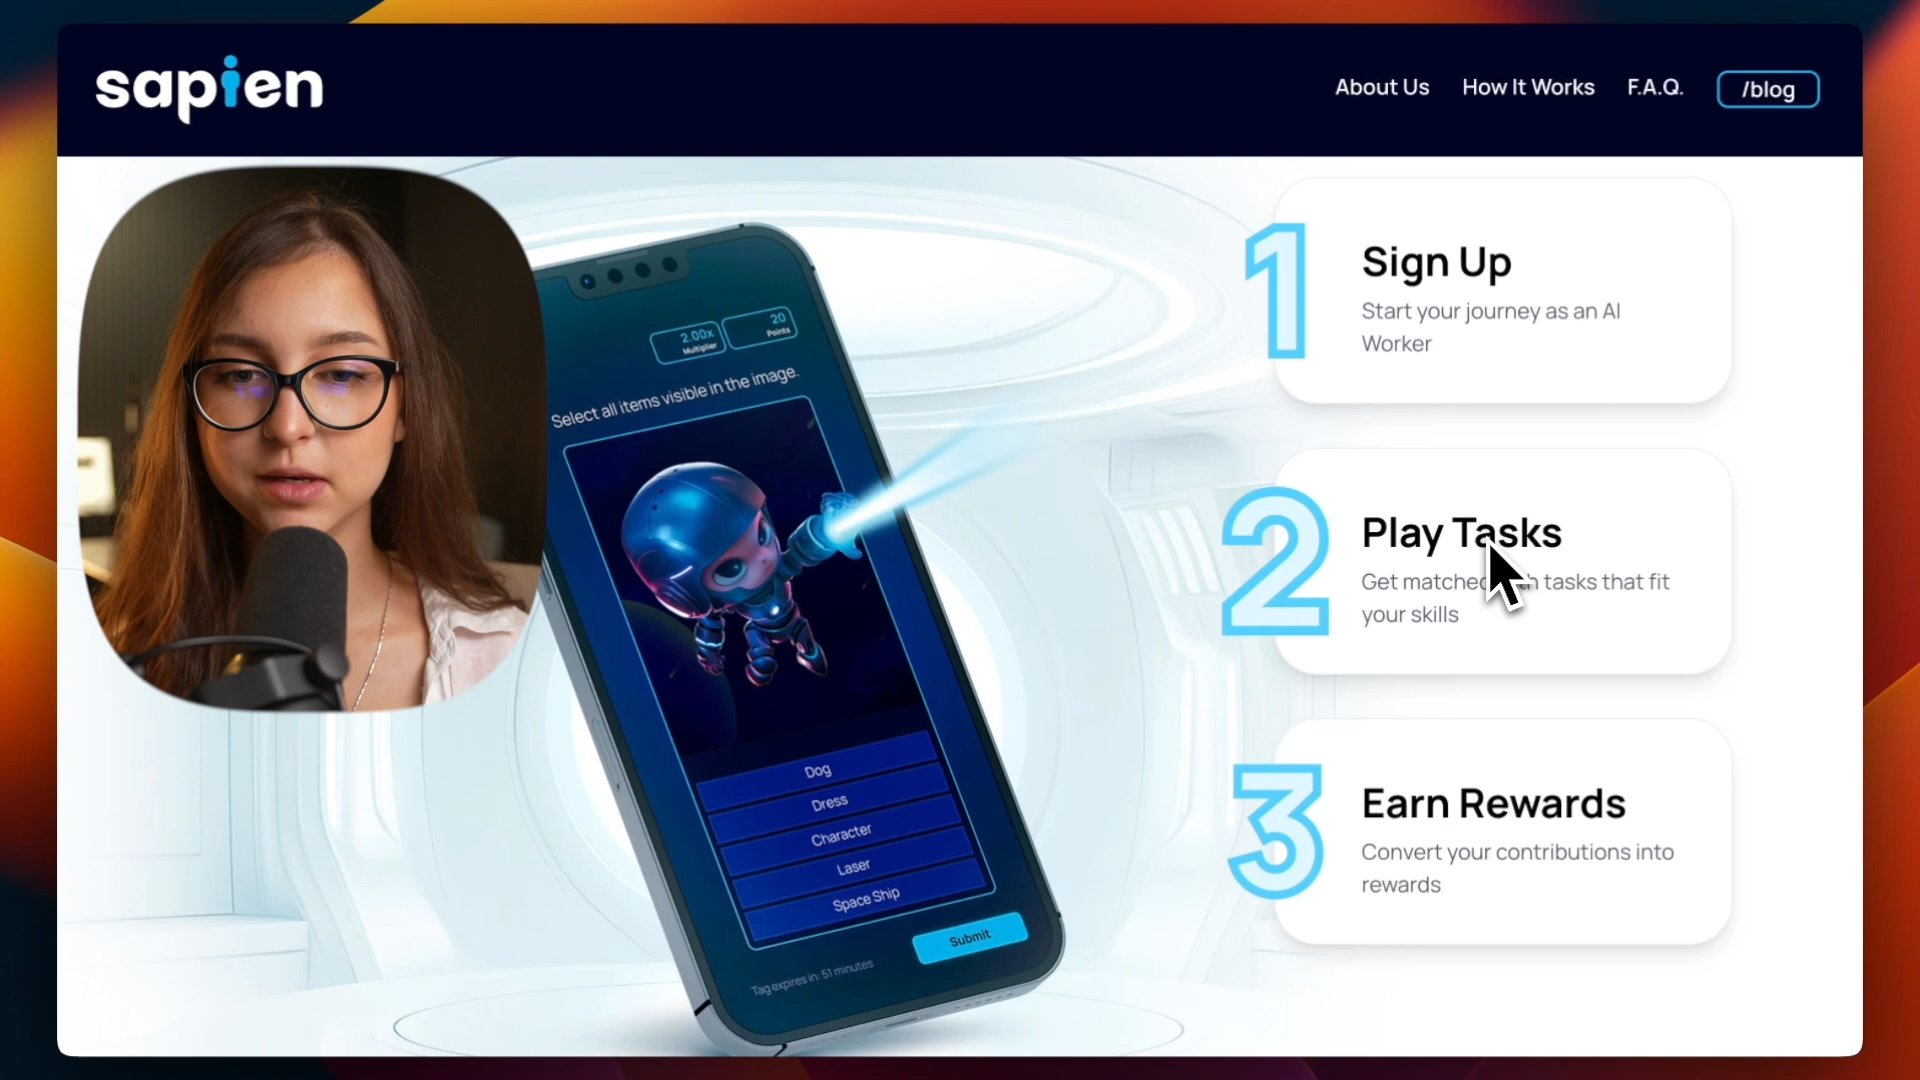 sapien
About Us
How It Works
F.A.Q.
/blog
2.00x
Multiplier
20
Points
Select all items visible in the image.
Dog
Dress
Character
Laser
Space Ship
Submit
Tag expires in: 51 minutes
1
Sign Up
Start your journey as an AI
Worker
2
Play Tasks
Get matched tasks that fit
your skills
3
Earn Rewards
Convert your contributions into
rewards